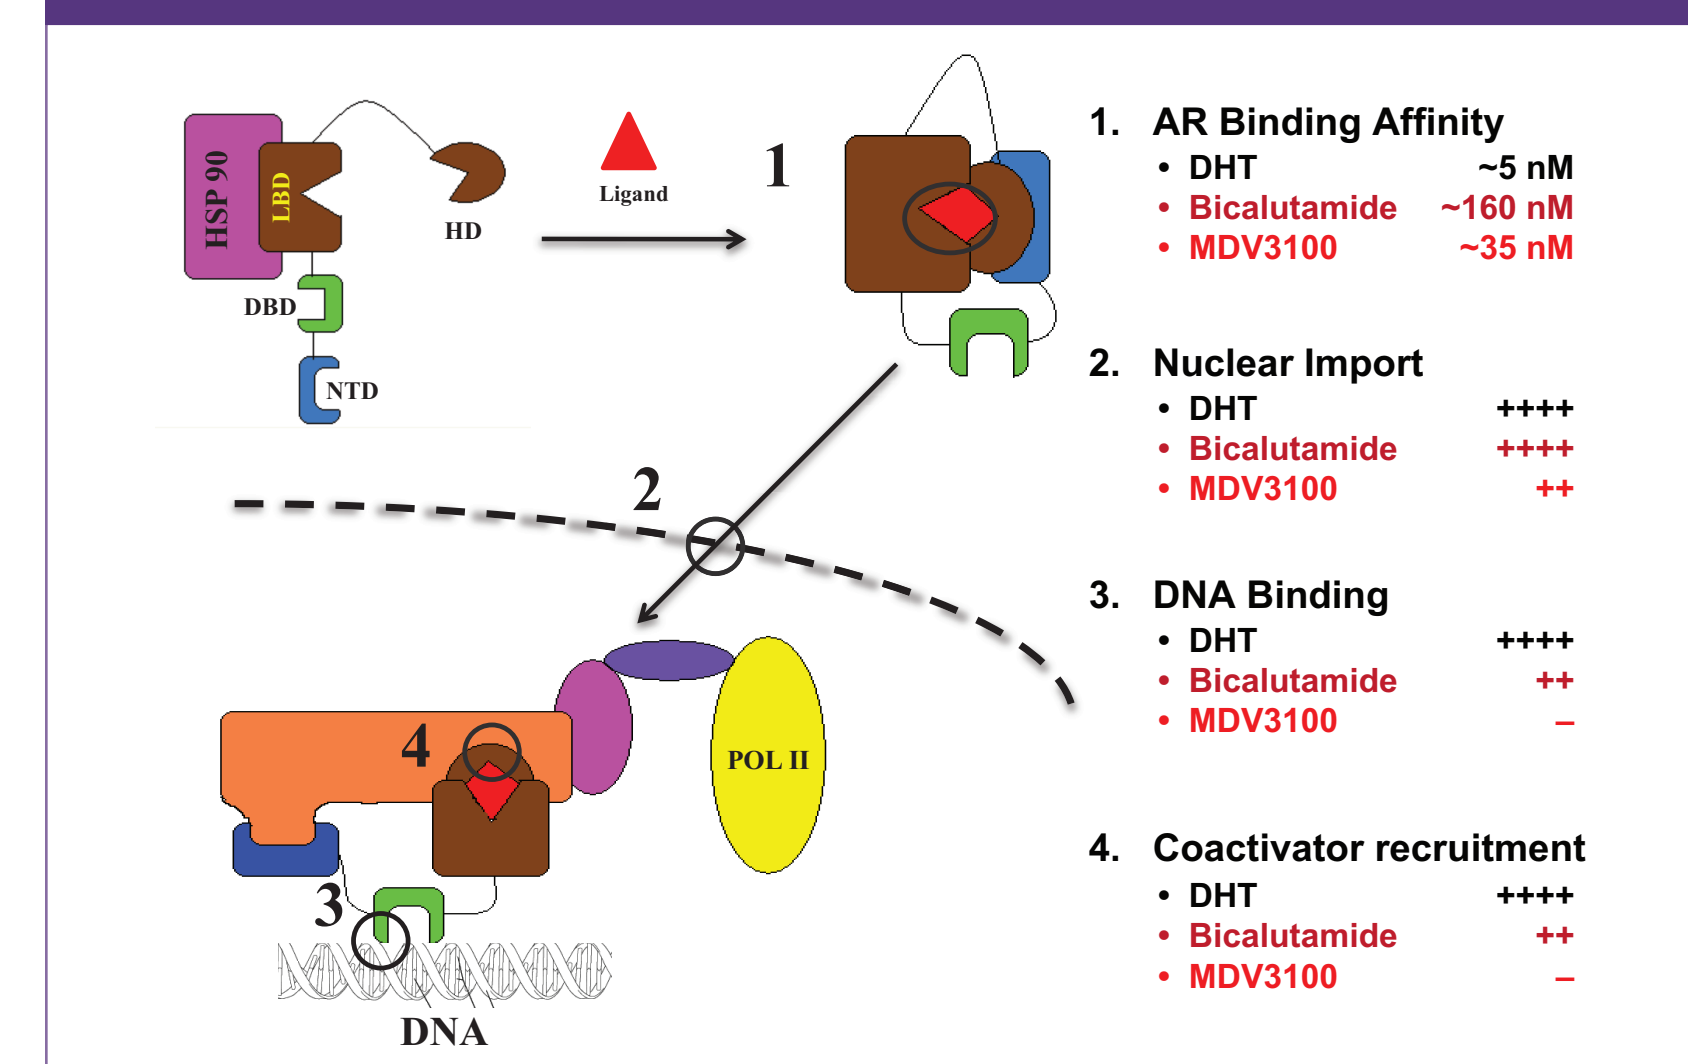 HSP 90
LBD
HD
DBD
NTD
Ligand
1
2
POL II
4
3
DNA
1. AR Binding Affinity
• DHT ~5 nM
• Bicalutamide ~160 nM
• MDV3100 ~35 nM
2. Nuclear Import
• DHT ++++
• Bicalutamide ++++
• MDV3100 ++
3. DNA Binding
• DHT ++++
• Bicalutamide ++
• MDV3100 –
4. Coactivator recruitment
• DHT ++++
• Bicalutamide ++
• MDV3100 –